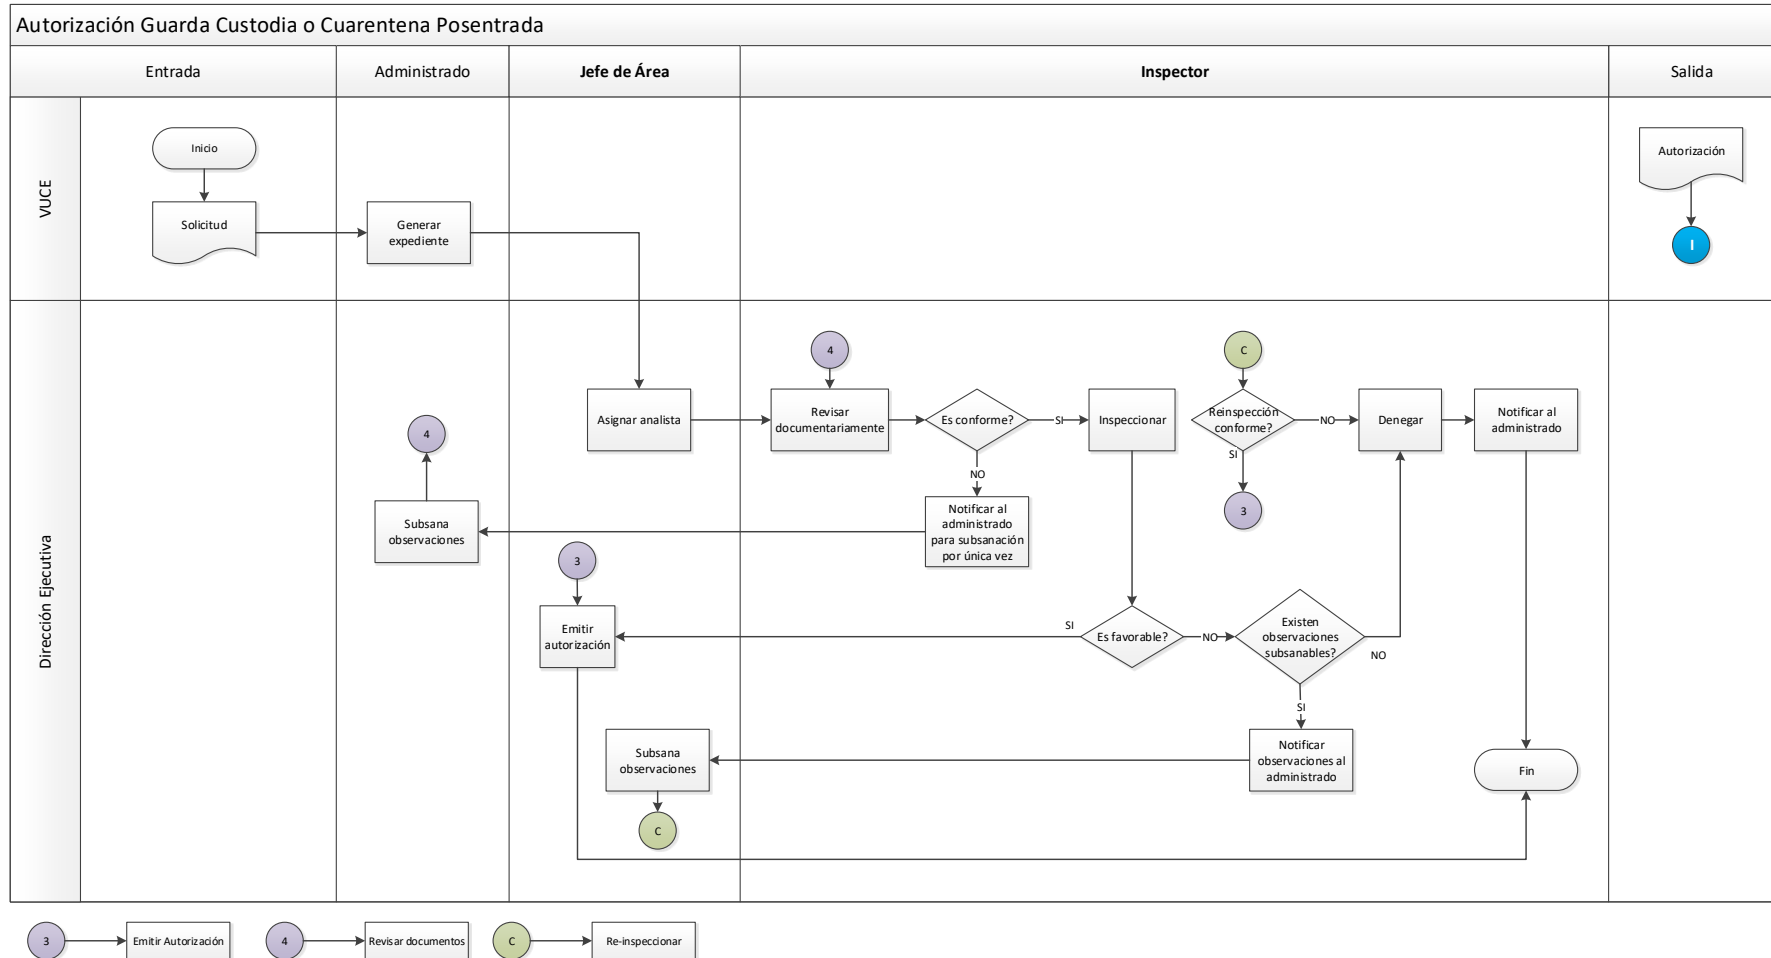 Autorización Guarda Custodia o Cuarentena Posentrada
Entrada
Administrado
Jefe de Área
Inspector
Salida
VUCE
Inicio
Solicitud
Generar
expediente
Autorización
I
Dirección Ejecutiva
4
C
Asignar analista
Revisar
documentariamente
Es conforme?
SI
Inspeccionar
Reinspección
conforme?
NO
Denegar
Notificar al
administrado
4
NO
SI
3
Subsana
observaciones
Notificar al
administrado
para subsanación
por única vez
3
Emitir
autorización
SI
Es favorable?
NO
Existen
observaciones
subsanables?
NO
SI
Subsana
observaciones
Notificar
observaciones al
administrado
Fin
C
3
Emitir Autorización
4
Revisar documentos
C
Re-inspeccionar